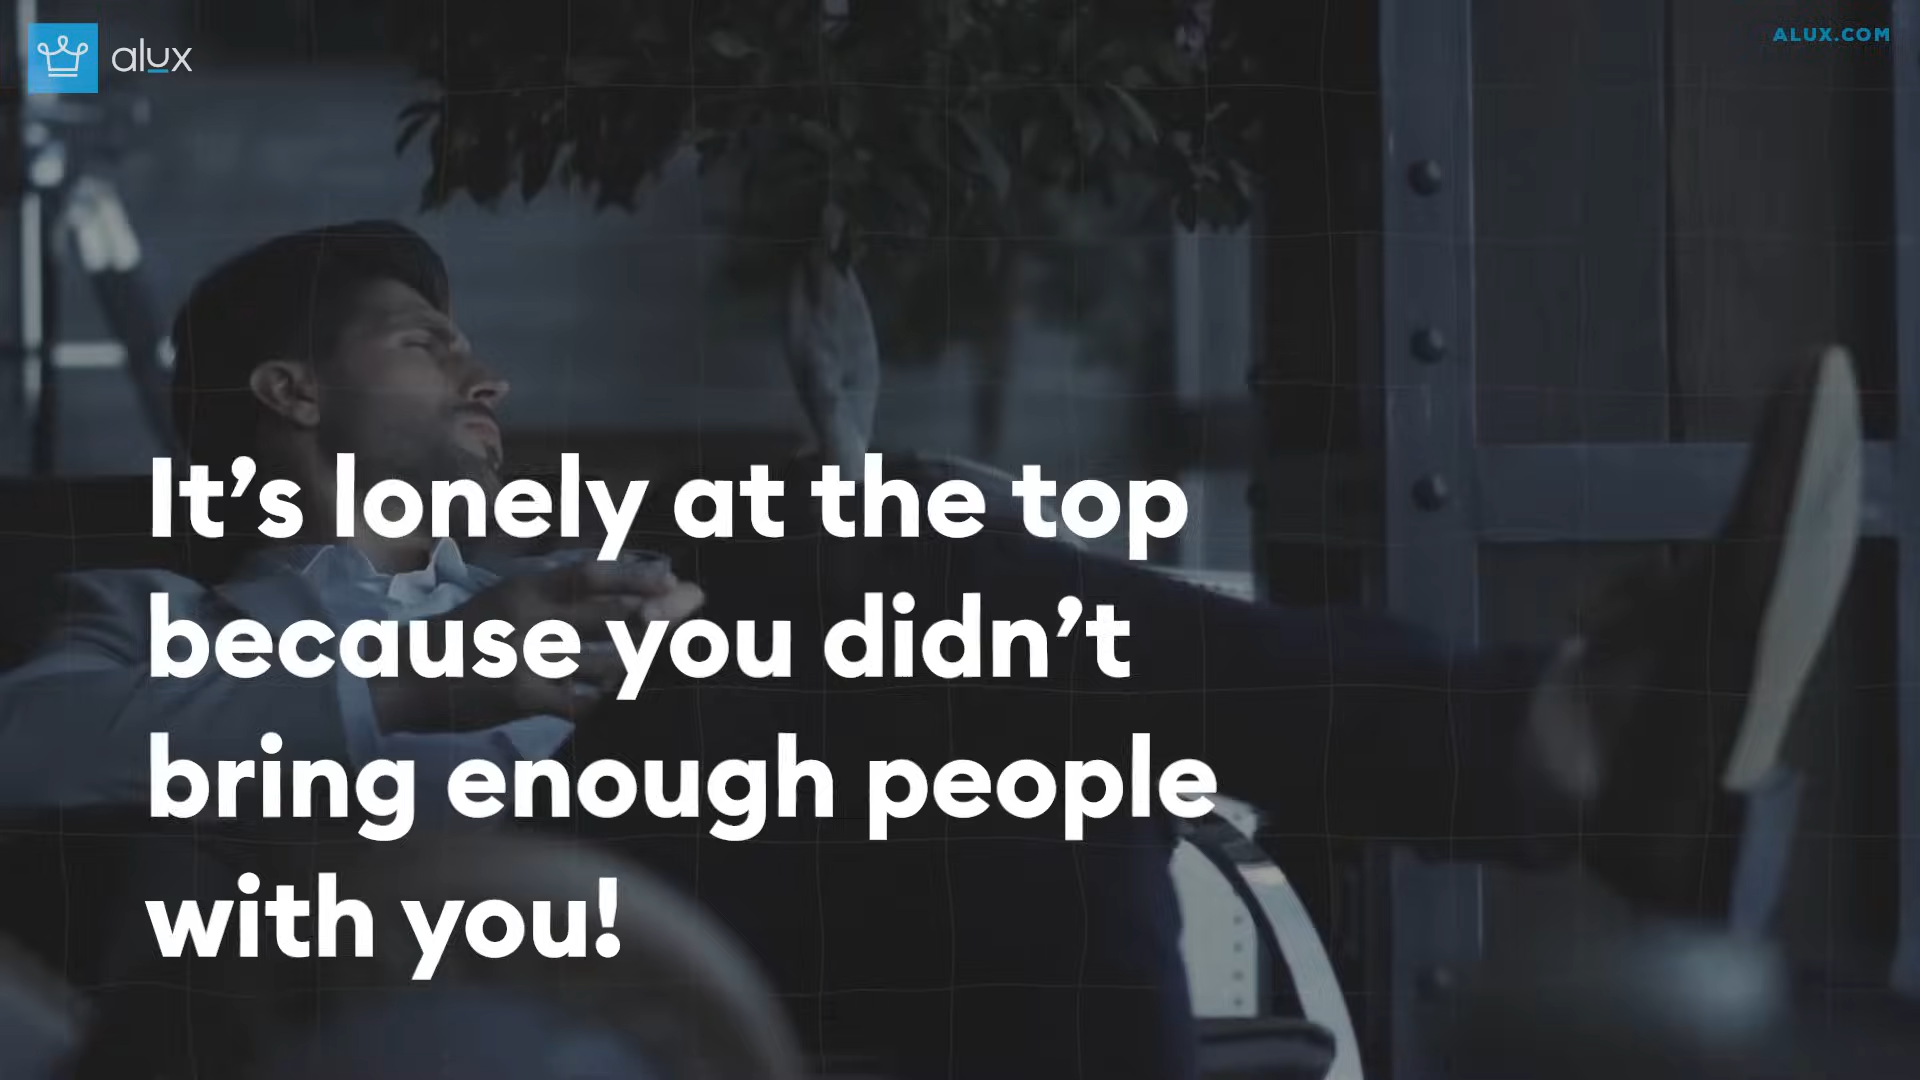 alux
ALUX.COM
It’s lonely at the top
because you didn’t
bring enough people
with you!